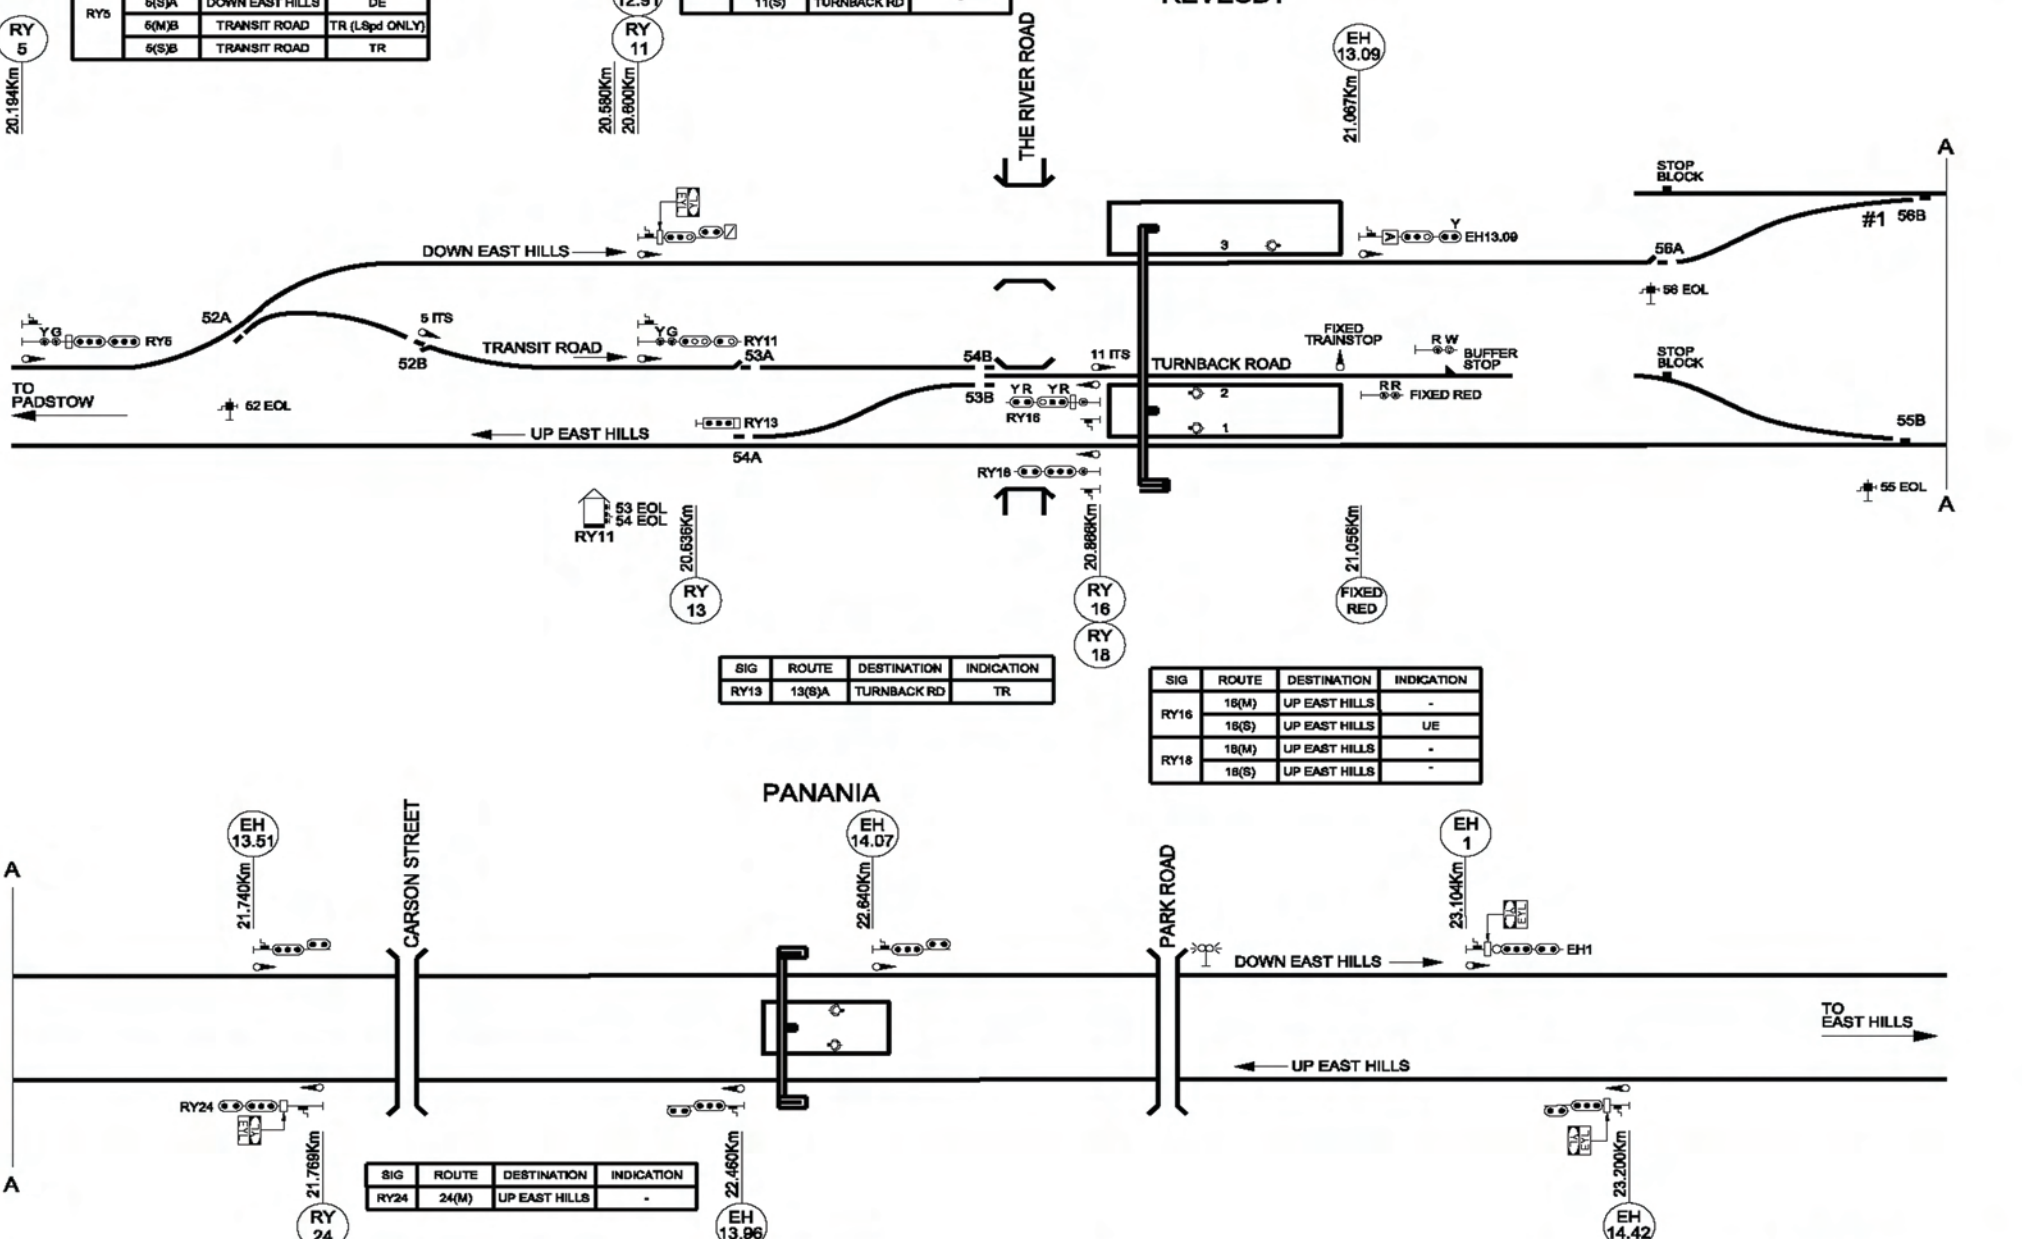 5(S)A DOWN EAST HILLS DE
RY5
5(M)B TRANSIT ROAD TR (LSpd ONLY)
5(S)B TRANSIT ROAD TR
11(S) TURNBACK RD -
RY
5
20.194Km
12.91
RY
11
20.580Km
20.600Km
THE RIVER ROAD
EH
13.09
21.067Km
A
STOP
BLOCK
#1
56B
56A
56 EOL
DOWN EAST HILLS
3
Y
EH13.09
52A
5 ITS
52B
YG
RY5
TRANSIT ROAD
YG
RY11
53A
54B
53B
11 ITS
TURNBACK ROAD
FIXED
TRAINSTOP
R W
BUFFER
STOP
R R
FIXED RED
STOP
BLOCK
TO
PADSTOW
52 EOL
RY13
YR YR
RY16
2
1
55B
UP EAST HILLS
54A
RY18
53 EOL
54 EOL
RY11
55 EOL
A
20.636Km
RY
13
20.866Km
RY
16
RY
18
21.056Km
FIXED
RED
SIG ROUTE DESTINATION INDICATION
RY13 13(S)A TURNBACK RD TR
SIG ROUTE DESTINATION INDICATION
RY16
16(M) UP EAST HILLS -
16(S) UP EAST HILLS UE
RY18
18(M) UP EAST HILLS -
18(S) UP EAST HILLS -
PANANIA
A
EH
13.51
21.740Km
CARSON STREET
EH
14.07
22.640Km
PARK ROAD
EH
1
23.104Km
EH1
DOWN EAST HILLS
TO
EAST HILLS
UP EAST HILLS
RY24
A
21.769Km
RY
24
SIG ROUTE DESTINATION INDICATION
RY24 24(M) UP EAST HILLS -
22.460Km
EH
13.96
23.200Km
EH
14.42